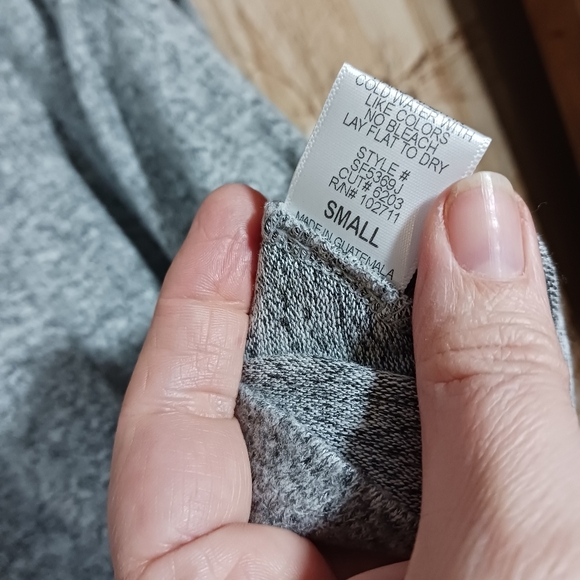 COLD WATER WITH
LIKE COLORS
NO BLEACH
LAY FLAT TO DRY
STYLE #
SF5369J
CUT# 6203
R/N# 102711
SMALL
MADE IN GUATEMALA